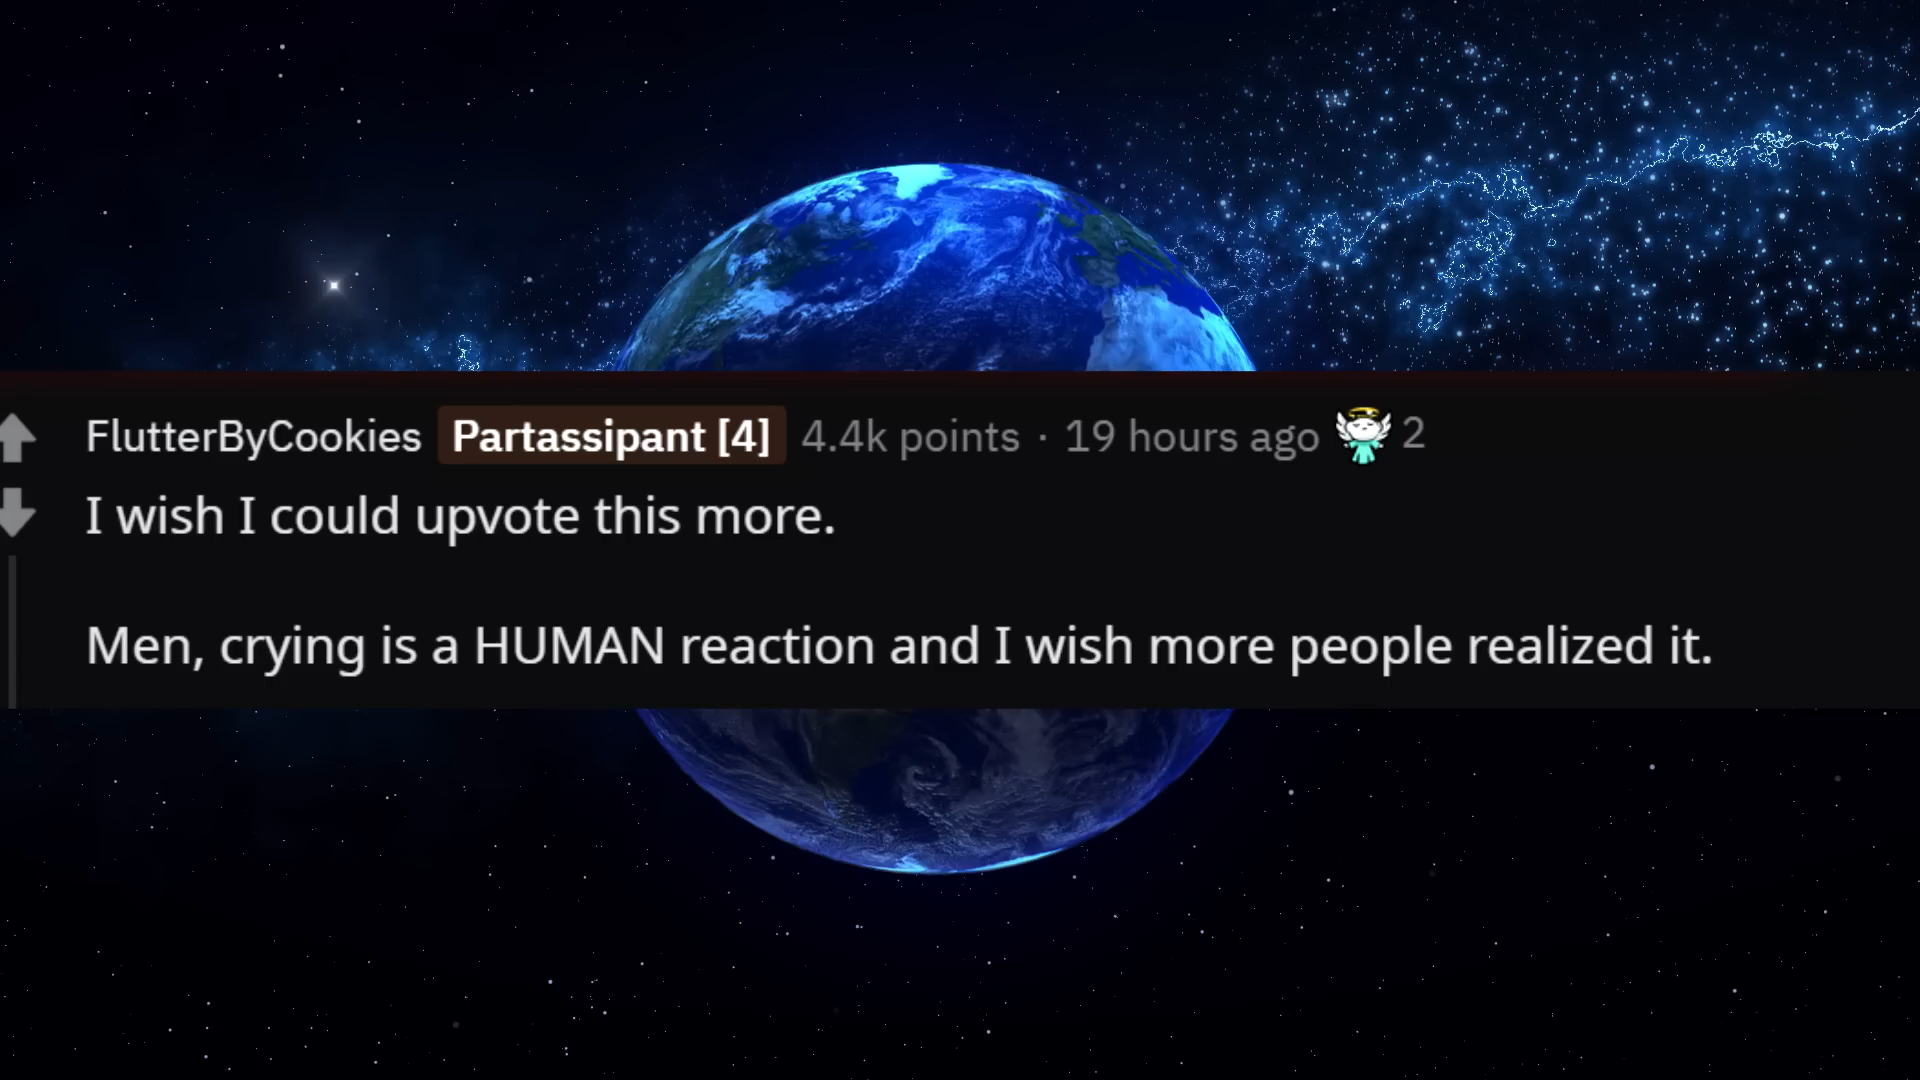 FlutterByCookies Partassipant [4] 4.4k points · 19 hours ago 2
I wish I could upvote this more.
Men, crying is a HUMAN reaction and I wish more people realized it.